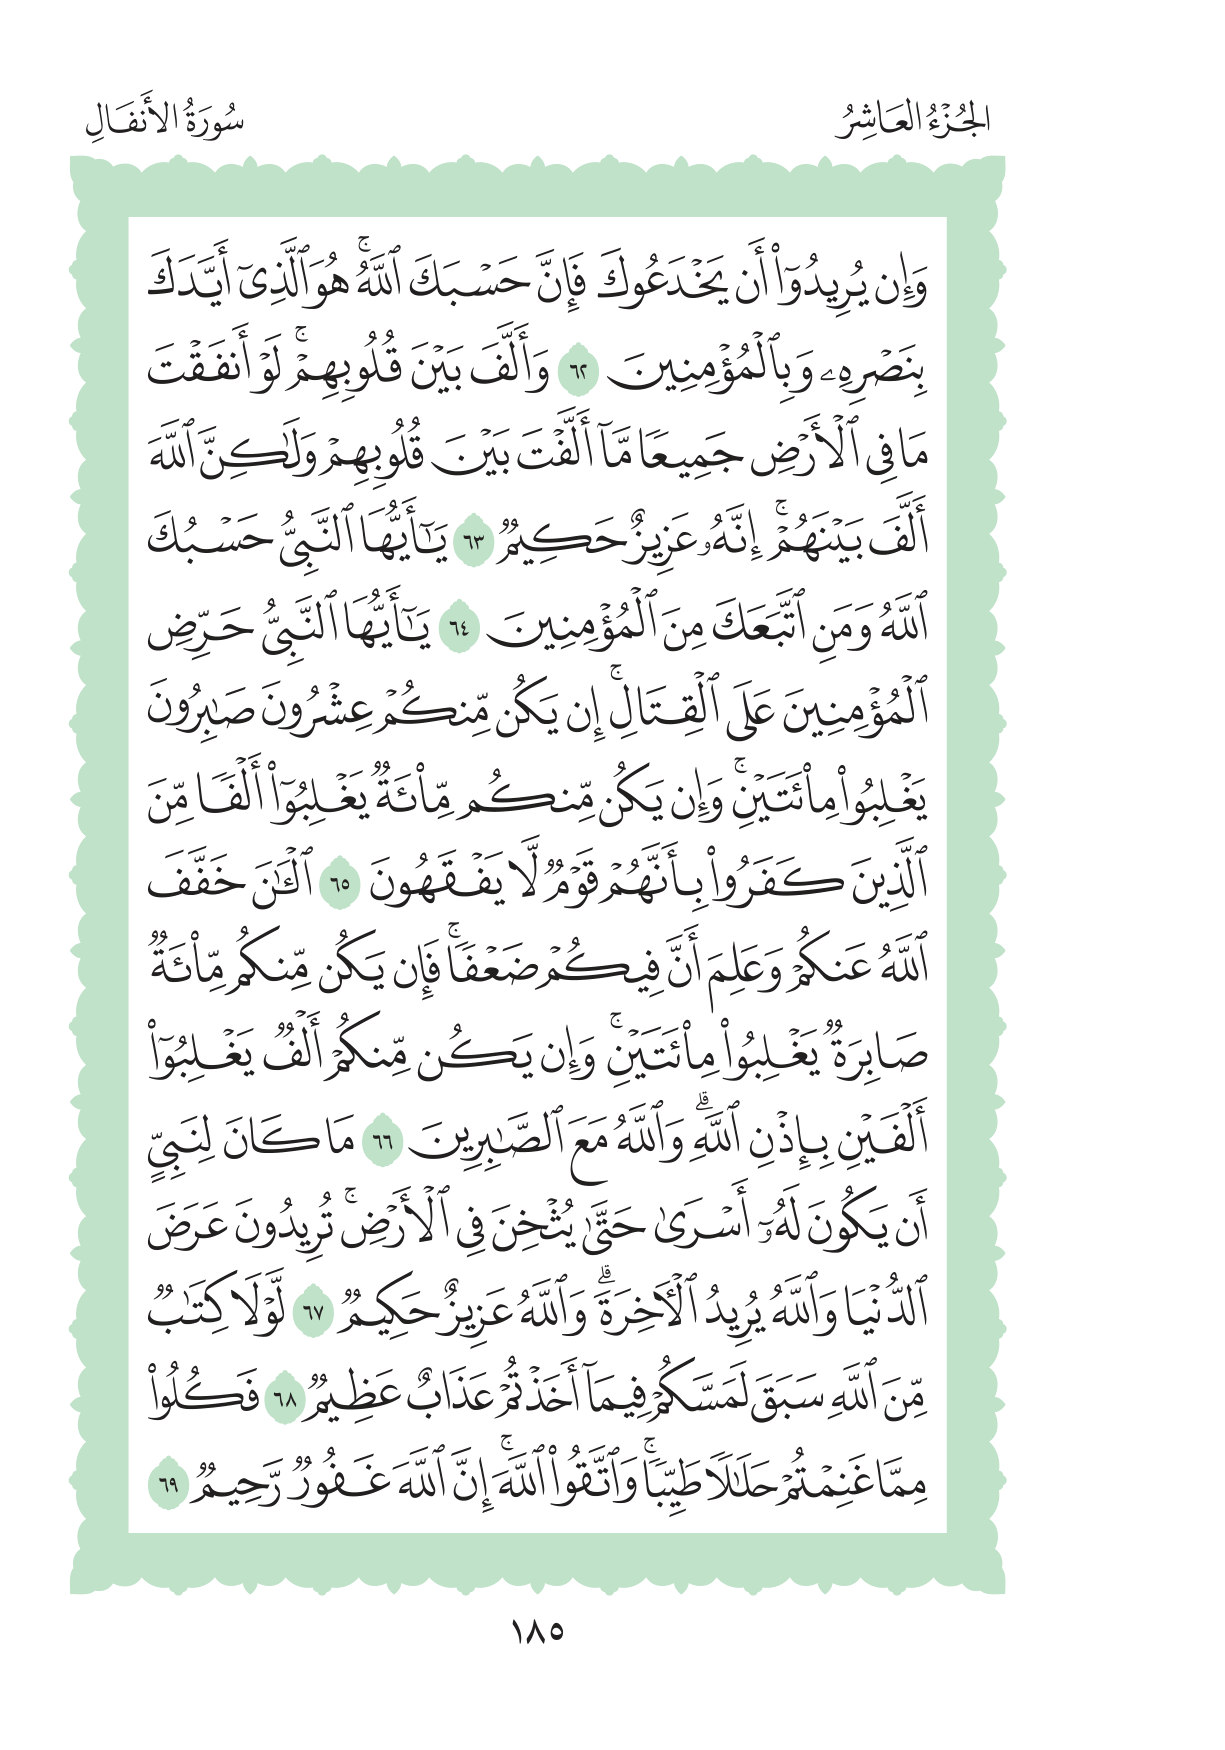 الجُزْءُ العَاشِرُ
سُورَةُ الأَنفَالِ
وَإِن يُرِيدُوٓاْ أَن يَخۡدَعُوكَ فَإِنَّ حَسۡبَكَ ٱللَّهُۚ هُوَ ٱلَّذِيٓ أَيَّدَكَ
بِنَصۡرِهِۦ وَبِٱلۡمُؤۡمِنِينَ ٦٢ وَأَلَّفَ بَيۡنَ قُلُوبِهِمۡۚ لَوۡ أَنفَقۡتَ
مَا فِي ٱلۡأَرۡضِ جَمِيعٗا مَّآ أَلَّفۡتَ بَيۡنَ قُلُوبِهِمۡ وَلَٰكِنَّ ٱللَّهَ
أَلَّفَ بَيۡنَهُمۡۚ إِنَّهُۥ عَزِيزٌ حَكِيمٞ ٦٣ يَٰٓأَيُّهَا ٱلنَّبِيُّ حَسۡبُكَ
ٱللَّهُ وَمَنِ ٱتَّبَعَكَ مِنَ ٱلۡمُؤۡمِنِينَ ٦٤ يَٰٓأَيُّهَا ٱلنَّبِيُّ حَرِّضِ
ٱلۡمُؤۡمِنِينَ عَلَى ٱلۡقِتَالِۚ إِن يَكُن مِّنكُمۡ عِشۡرُونَ صَٰبِرُونَ
يَغۡلِبُواْ مِاْئَتَيۡنِۚ وَإِن يَكُن مِّنكُم مِّاْئَةٞ يَغۡلِبُوٓاْ أَلۡفٗا مِّنَ
ٱلَّذِينَ كَفَرُواْ بِأَنَّهُمۡ قَوۡمٞ لَّا يَفۡقَهُونَ ٦٥ ٱلۡـَٰٔنَ خَفَّفَ
ٱللَّهُ عَنكُمۡ وَعَلِمَ أَنَّ فِيكُمۡ ضَعۡفٗاۚ فَإِن يَكُن مِّنكُم مِّاْئَةٞ
صَابِرَةٞ يَغۡلِبُواْ مِاْئَتَيۡنِۚ وَإِن يَكُن مِّنكُمۡ أَلۡفٞ يَغۡلِبُوٓاْ
أَلۡفَيۡنِ بِإِذۡنِ ٱللَّهِۗ وَٱللَّهُ مَعَ ٱلصَّٰبِرِينَ ٦٦ مَا كَانَ لِنَبِيٍّ
أَن يَكُونَ لَهُۥٓ أَسۡرَىٰ حَتَّىٰ يُثۡخِنَ فِي ٱلۡأَرۡضِۚ تُرِيدُونَ عَرَضَ
ٱلدُّنۡيَا وَٱللَّهُ يُرِيدُ ٱلۡأٓخِرَةَۗ وَٱللَّهُ عَزِيزٌ حَكِيمٞ ٦٧ لَّوۡلَا كِتَٰبٞ
مِّنَ ٱللَّهِ سَبَقَ لَمَسَّكُمۡ فِيمَآ أَخَذۡتُمۡ عَذَابٌ عَظِيمٞ ٦٨ فَكُلُواْ
مِمَّا غَنِمۡتُمۡ حَلَٰلٗا طَيِّبٗاۚ وَٱتَّقُواْ ٱللَّهَۚ إِنَّ ٱللَّهَ غَفُورٞ رَّحِيمٞ ٦٩
١٨٥